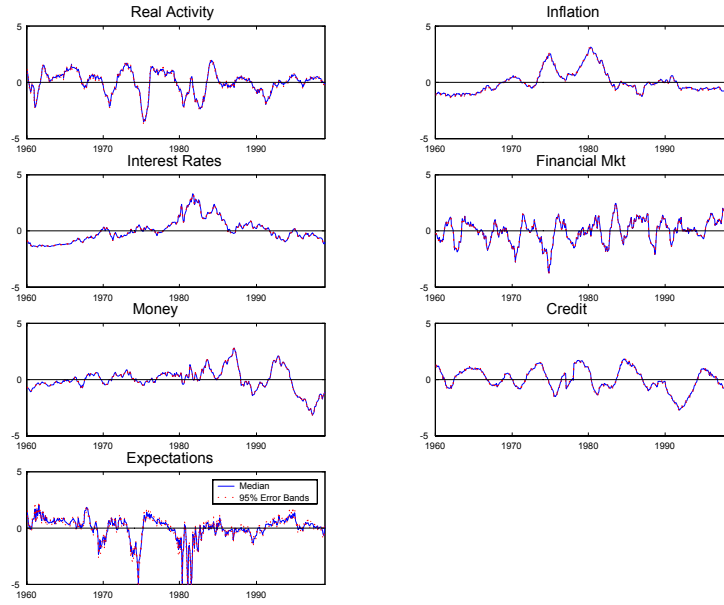 Real Activity
5
0
-5
1960 1970 1980 1990
Inflation
5
0
-5
1960 1970 1980 1990
Interest Rates
5
0
-5
1960 1970 1980 1990
Financial Mkt
5
0
-5
1960 1970 1980 1990
Money
5
0
-5
1960 1970 1980 1990
Credit
5
0
-5
1960 1970 1980 1990
Expectations
5
Median
95% Error Bands
0
-5
1960 1970 1980 1990